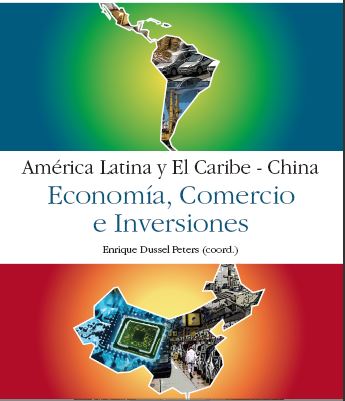 América Latina y El Caribe - China
Economía, Comercio
e Inversiones
Enrique Dussel Peters (coord.)